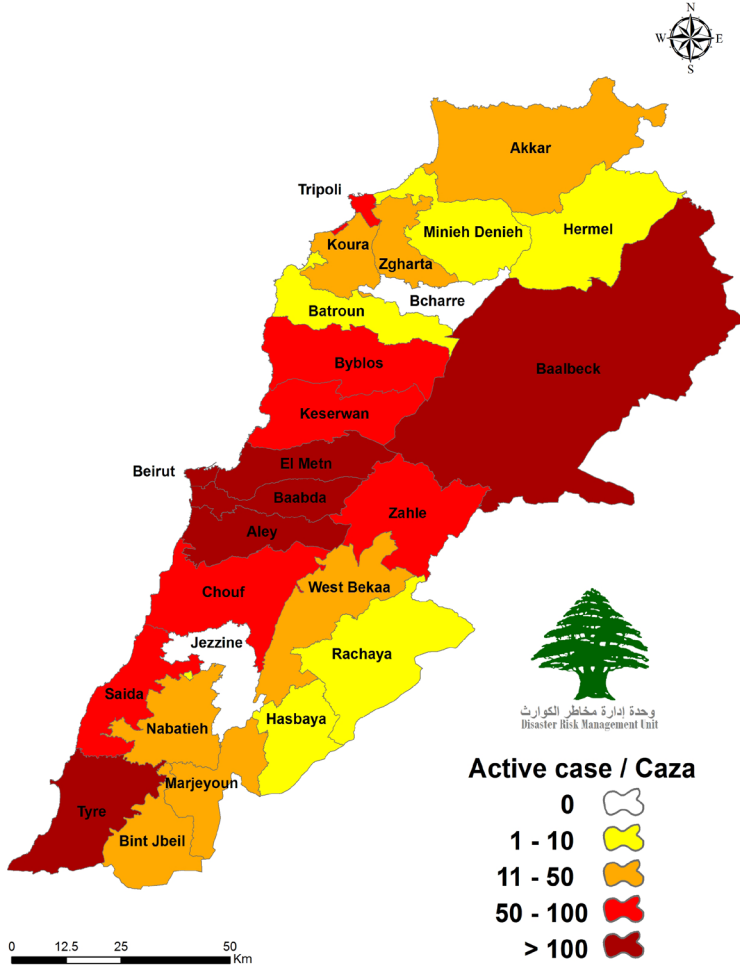 N
W E
S
Akkar
Tripoli
Minieh Denieh
Hermel
Koura
Zgharta
Bcharre
Batroun
Byblos
Baalbeck
Keserwan
El Metn
Beirut
Baabda
Zahle
Aley
West Bekaa
Chouf
Jezzine
Rachaya
Saida
Hasbaya
Nabatieh
Marjeyoun
Tyre
Bint Jbeil
وحدة إدارة مخاطر الكوارث
Disaster Risk Management Unit
Active case / Caza
0
1 - 10
11 - 50
50 - 100
> 100
0 12.5 25 50
Km